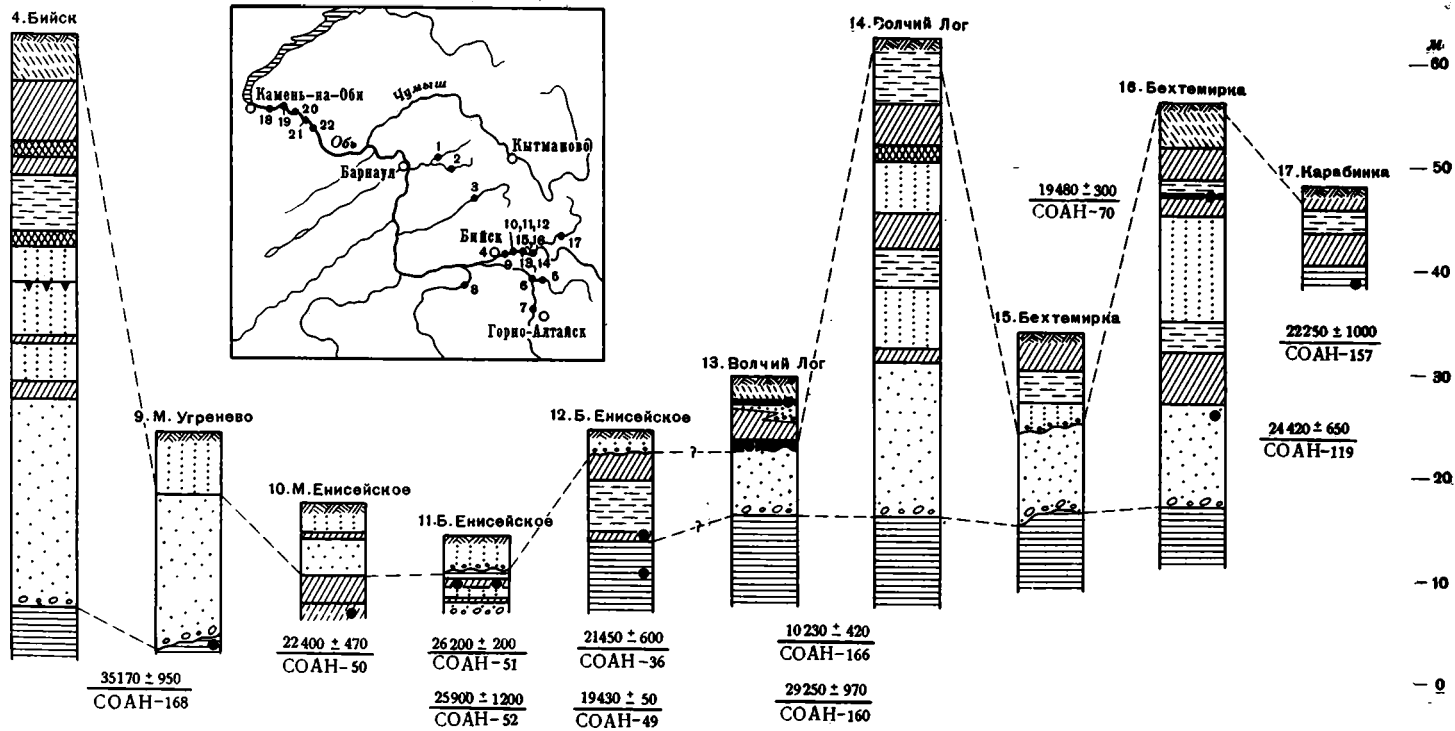 4.Бийск
14.Волчий Лог
м
60
16.Бехтемирка
Камень-на-Оби
Чумыш
18
19
20
21
22
Обь
Кытманово
Барнаул
1
2
3
50
17.Карабинка
19480 ± 300
СОАН-70
10,11,12
Бийск
15,16
17
4
9
13,14
6
5
8
7
Горно-Алтайск
40
15.Бехтемирка
22250 ± 1000
СОАН-157
13.Волчий Лог
30
9.М.Угренево
12.Б.Енисейское
24420 ± 650
СОАН-119
?
20
10.М.Енисейское
11.Б.Енисейское
?
10
22400 ± 470
СОАН-50
26200 ± 200
СОАН-51
21450 ± 600
СОАН-36
10230 ± 420
СОАН-166
35170 ± 950
СОАН-168
25900 ± 1200
СОАН-52
19430 ± 50
СОАН-49
29250 ± 970
СОАН-160
0